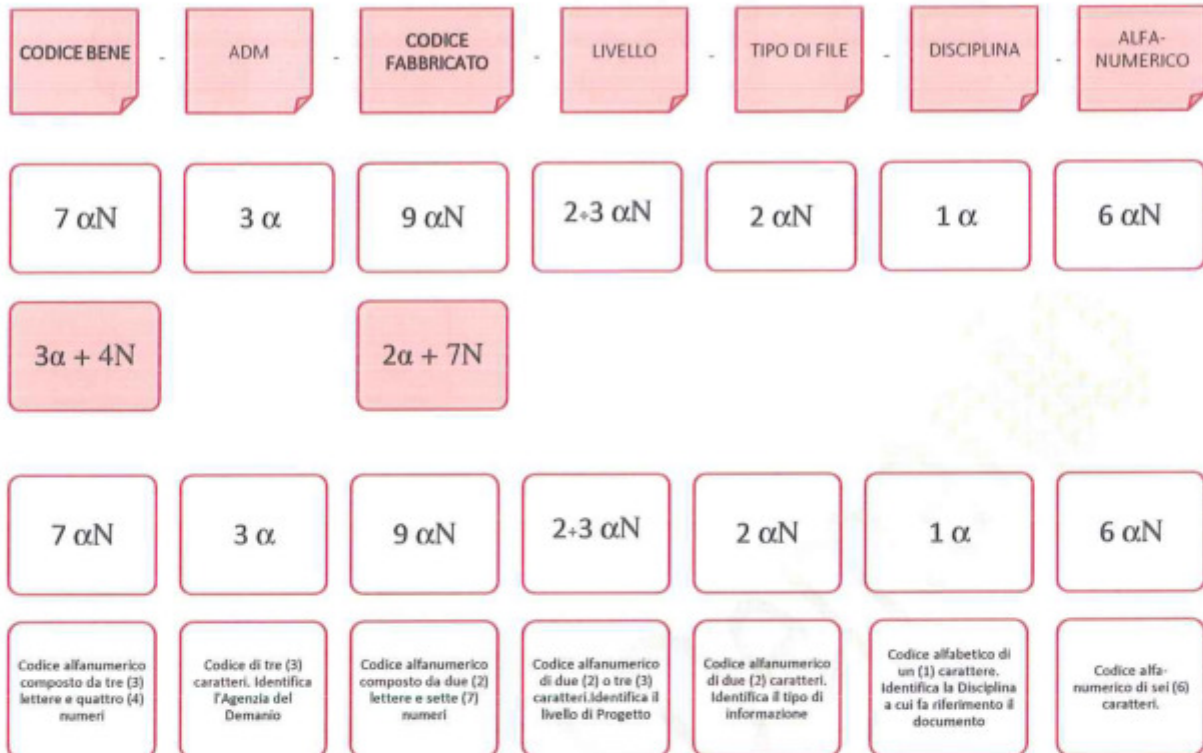 CODICE BENE - ADM - CODICE FABBRICATO - LIVELLO - TIPO DI FILE - DISCIPLINA - ALFA-NUMERICO
7 αN
3 α
9 αN
2÷3 αN
2 αN
1 α
6 αN
3α + 4N
2α + 7N
7 αN
3 α
9 αN
2÷3 αN
2 αN
1 α
6 αN
Codice alfanumerico
composto da tre (3)
lettere e quattro (4)
numeri
Codice di tre (3)
caratteri. Identifica
l'Agenzia del
Demanio
Codice alfanumerico
composto da due (2)
lettere e sette (7)
numeri
Codice alfanumerico
di due (2) o tre (3)
caratteri.Identifica il
livello di Progetto
Codice alfanumerico
di due (2) caratteri.
Identifica il tipo di
informazione
Codice alfabetico di
un (1) carattere.
Identifica la Disciplina
a cui fa riferimento il
documento
Codice alfa-
numerico di sei (6)
caratteri.